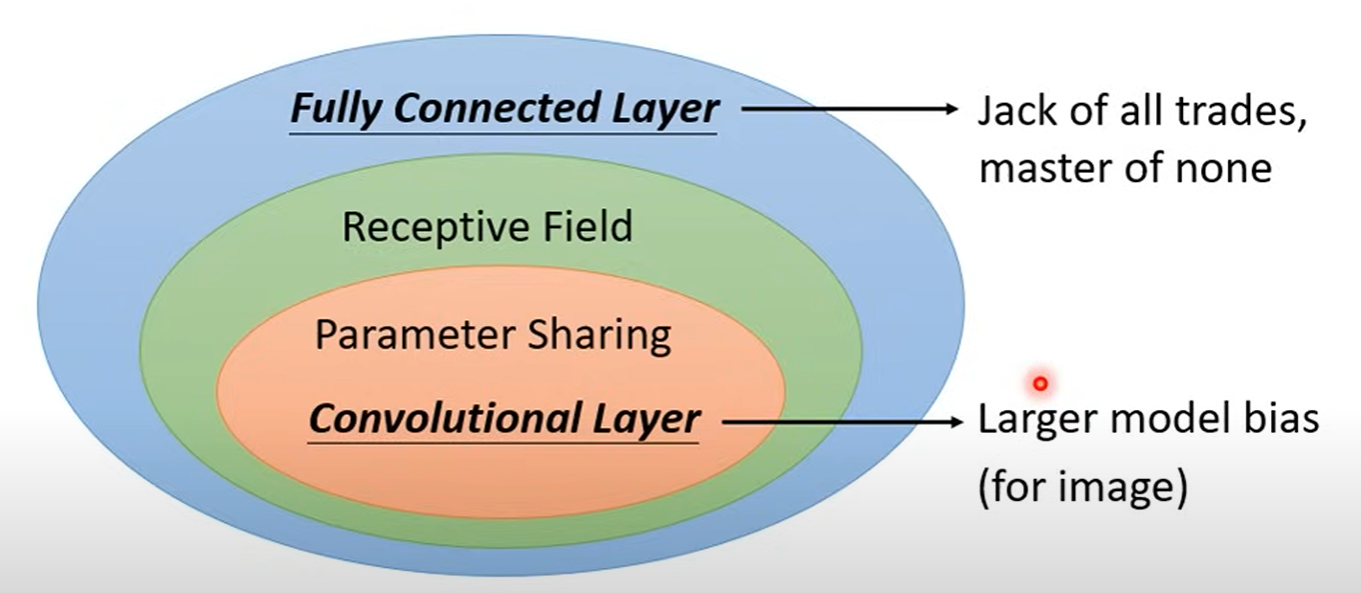 Fully Connected Layer
Jack of all trades,
master of none
Receptive Field
Parameter Sharing
Convolutional Layer
Larger model bias
(for image)